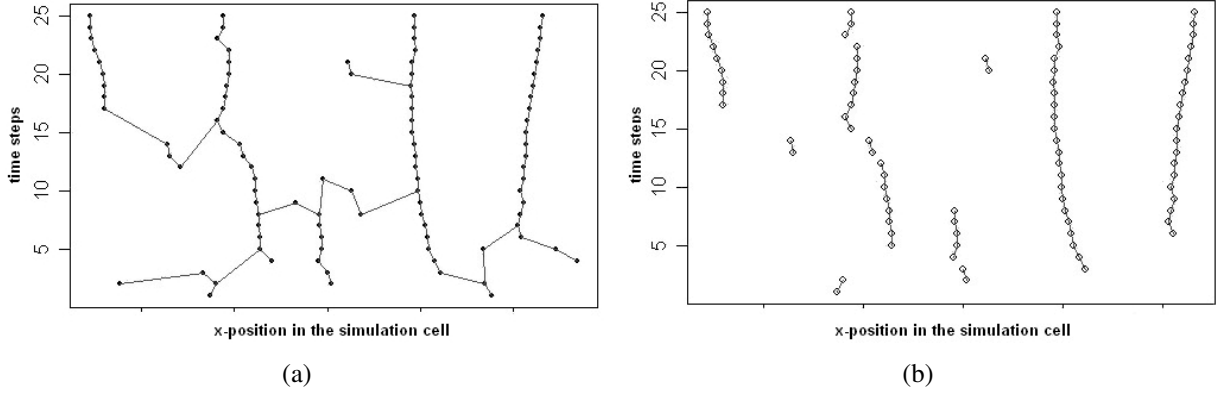 25
20
15
10
5
time steps
x-position in the simulation cell
(a)
25
20
15
10
5
time steps
x-position in the simulation cell
(b)